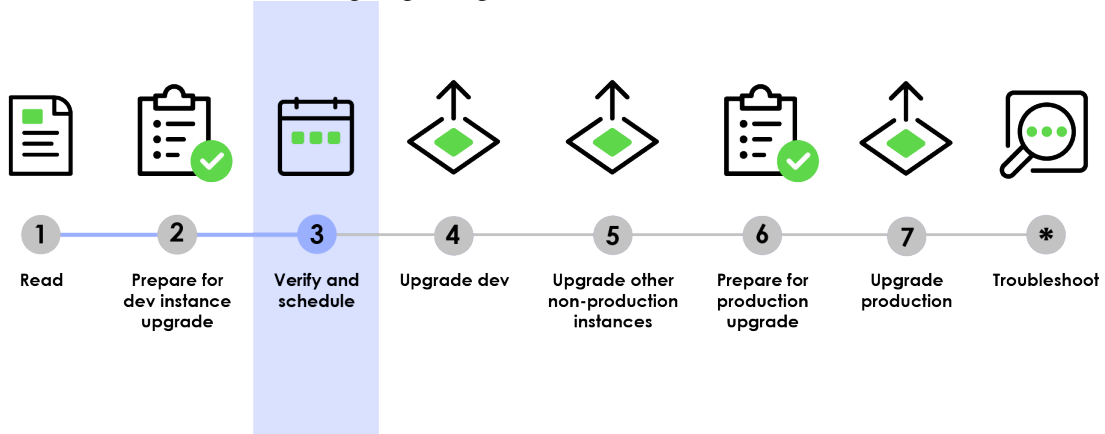 1
2
3
4
5
6
7
*
Read
Prepare for
dev instance
upgrade
Verify and
schedule
Upgrade dev
Upgrade other
non-production
instances
Prepare for
production
upgrade
Upgrade
production
Troubleshoot